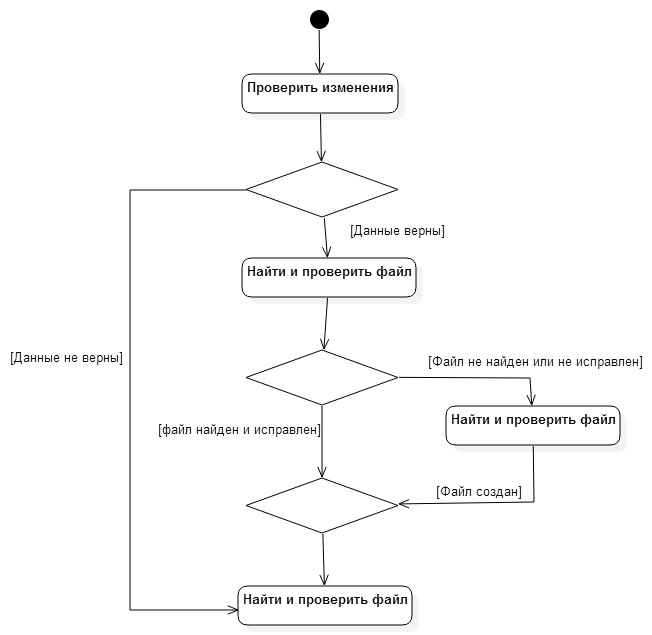 Проверить изменения
[Данные верны]
Найти и проверить файл
[Данные не верны]
[Файл не найден или не исправлен]
Найти и проверить файл
[файл найден и исправлен]
[Файл создан]
Найти и проверить файл